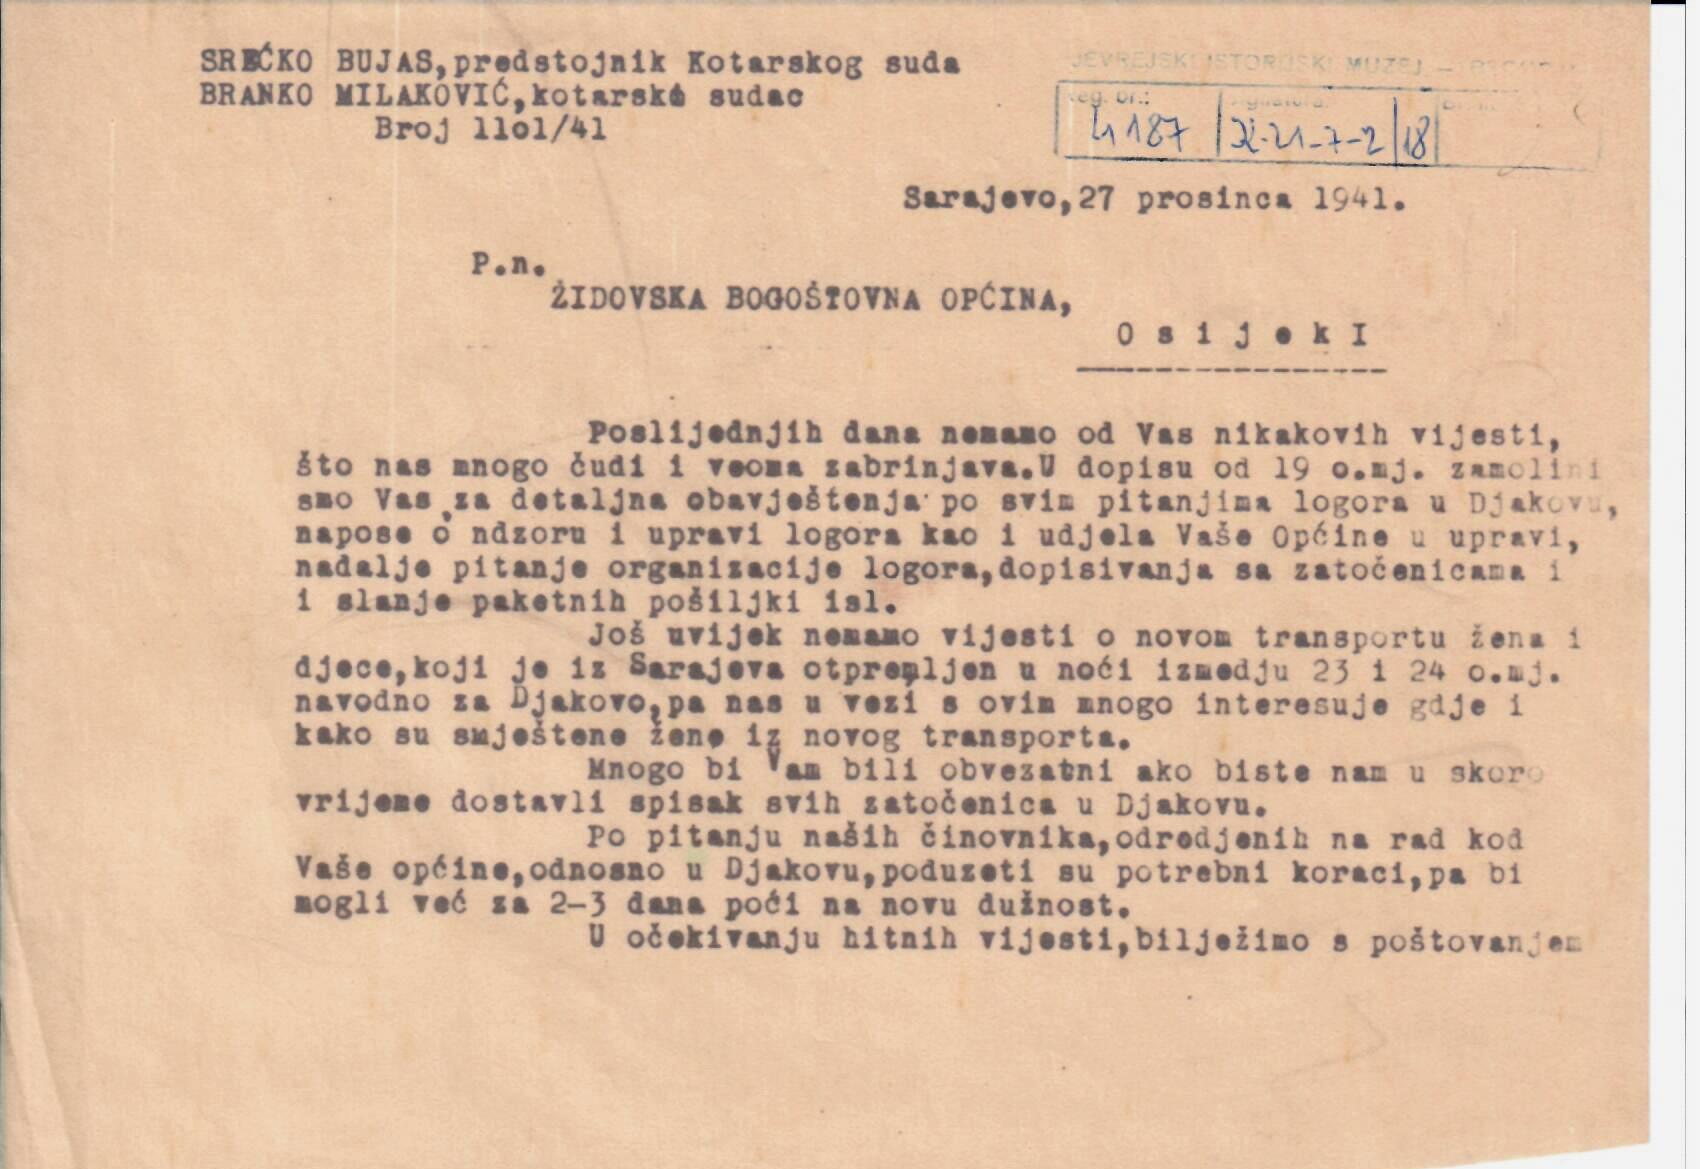 SREĆKO BUJAS,predstojnik Kotarskog suda
BRANKO MILAKOVIĆ,kotarski sudac
Broj 11o1/41
JEVREJSKI ISTORIJSKI MUZEJ —
Reg. br.: Signatura:
4187 18
Sarajevo,27 prosinca 1941.
P.n.
ŽIDOVSKA BOGOŠTOVNA OPĆINA,
O s i j e k I
Poslijednjih dana nemamo od Vas nikakovih vijesti,
što nas mnogo čudi i veoma zabrinjava.U dopisu od 19 o.mj. zamolini
smo Vas za detaljna obavještenja po svim pitanjima logora u Djakovu,
napose o ndzoru i upravi logora kao i udjela Vaše Općine u upravi,
nadalje pitanje organizacije logora,dopisivanja sa zatočenicama i
i slanje paketnih pošiljki isl.
Još uvijek nemamo vijesti o novom transportu žena i
djece,koji je iz Sarajeva otpremljen u noći izmedju 23 i 24 o.mj.
navodno za Djakovo,pa nas u vezi s ovim mnogo interesuje gdje i
kako su smještene žene iz novog transporta.
Mnogo bi Vam bili obvezatni ako biste nam u skoro
vrijeme dostavli spisak svih zatočenica u Djakovu.
Po pitanju naših činovnika,odredjenih na rad kod
Vaše općine,odnosno u Djakovu,poduzeti su potrebni koraci,pa bi
mogli već za 2-3 dana poći na novu dužnost.
U očekivanju hitnih vijesti,bilježimo s poštovanjem